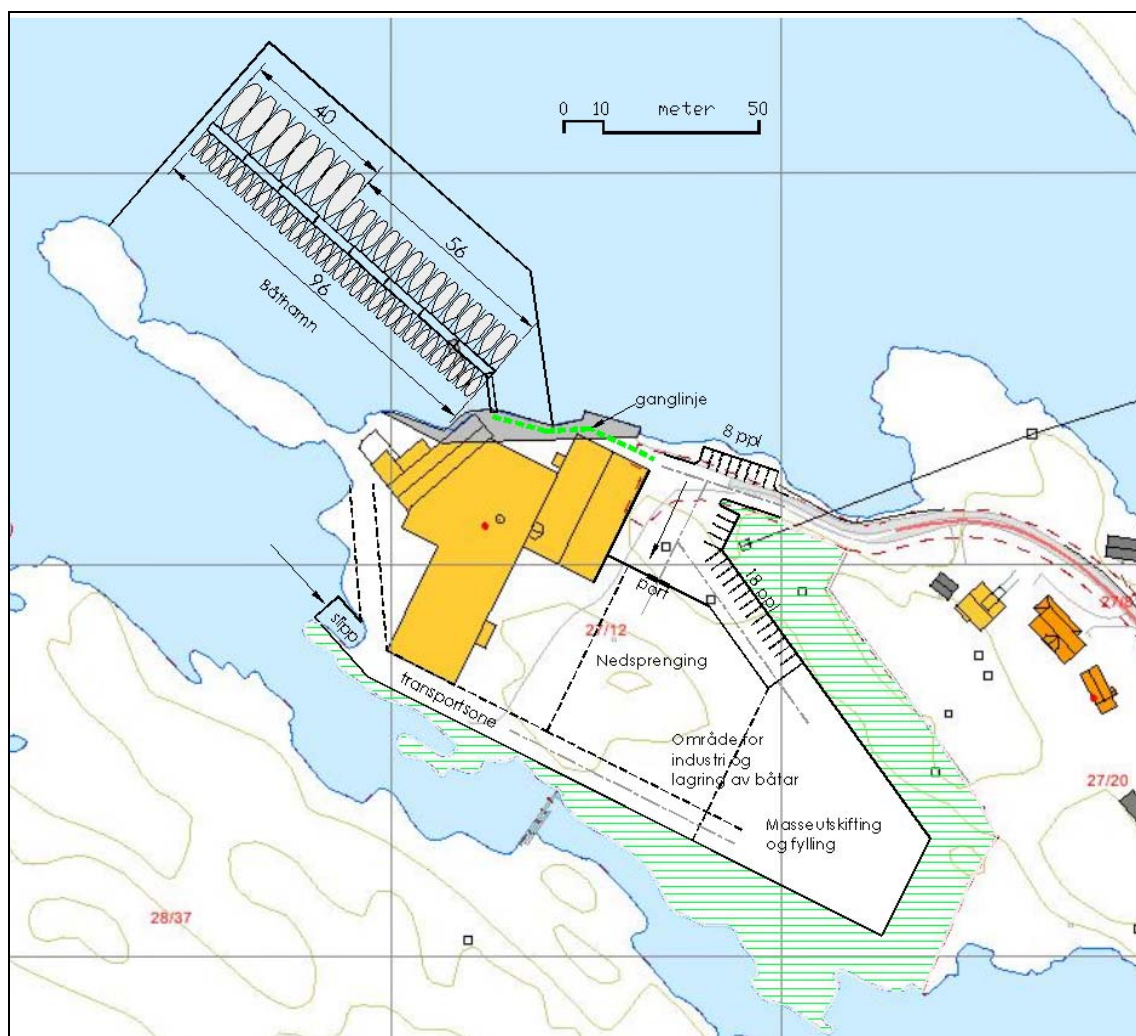 0 10 meter 50
40
56
96
Båthamn
ganglinje
8 ppl
18 ppl
port
slipp
27/12
Nedsprenging
transportsone
Område for
industri og
lagring av båtar
Masseutskifting
og fylling
27/20
28/37